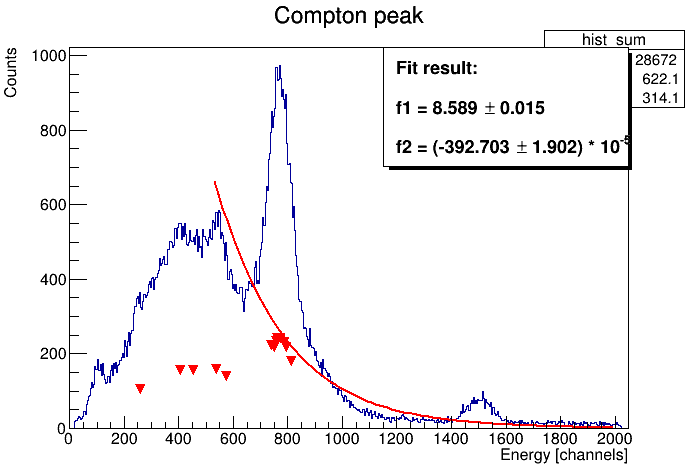 Compton peak
Counts
hist_sum
28672
622.1
314.1
Fit result:
f1 = 8.589 ± 0.015
f2 = (-392.703 ± 1.902) * 10^-5
1000
800
600
400
200
0
0 200 400 600 800 1000 1200 1400 1600 1800 2000
Energy [channels]